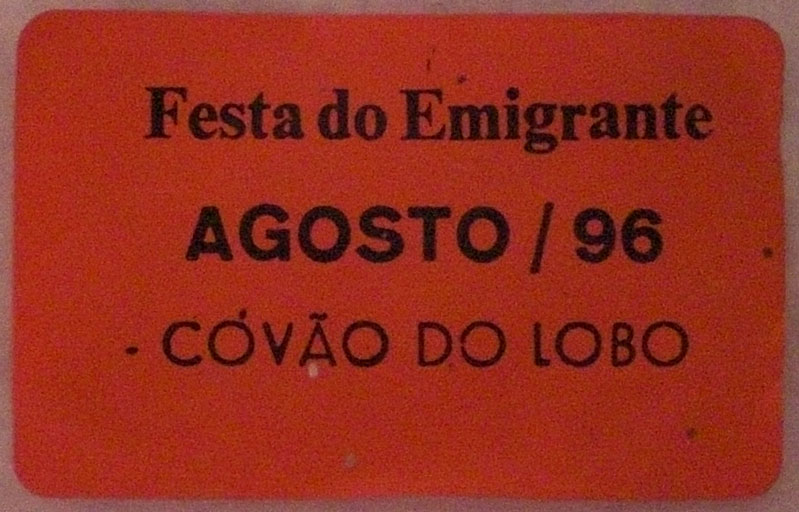 Festa do Emigrante
AGOSTO / 96
- CÓVÃO DO LOBO